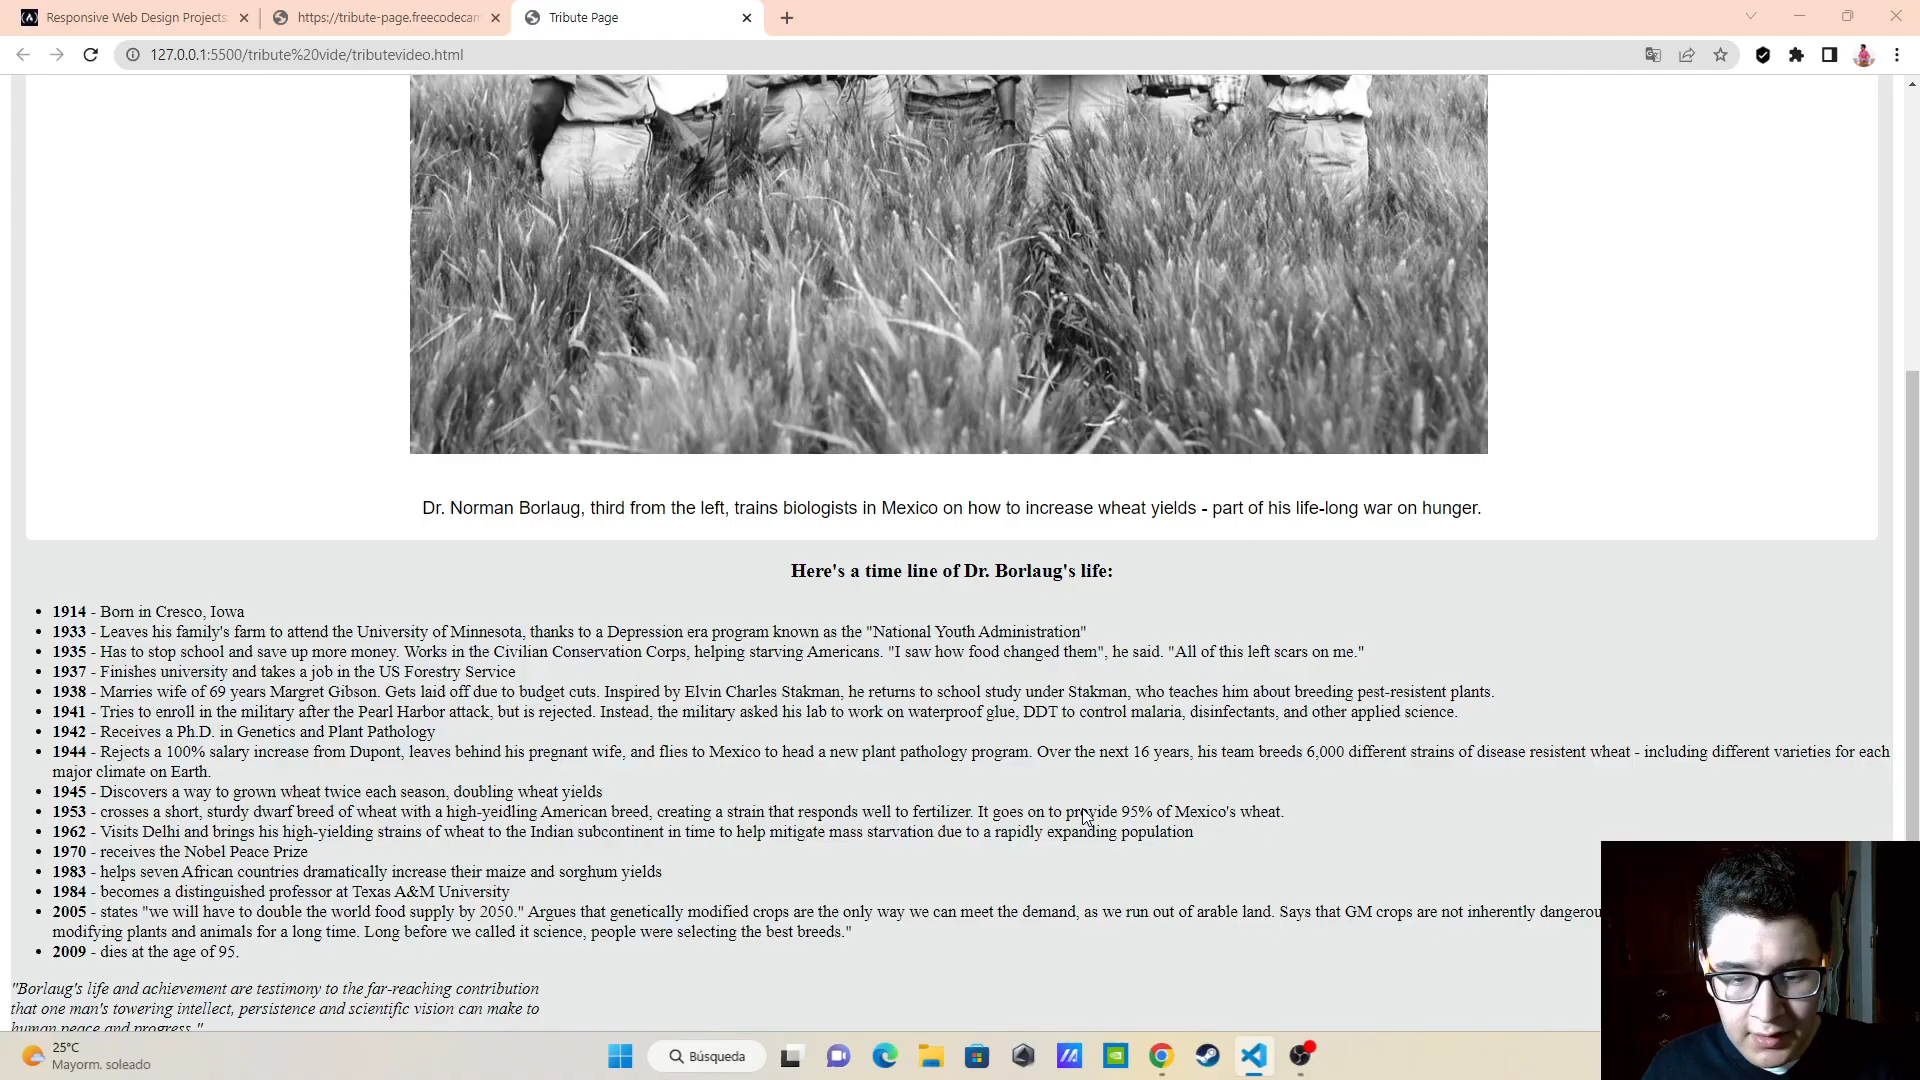 Responsive Web Design Projects:
https://tribute-page.freecodecam
Tribute Page
127.0.0.1:5500/tribute%20vide/tributevideo.html
Dr. Norman Borlaug, third from the left, trains biologists in Mexico on how to increase wheat yields - part of his life-long war on hunger.
Here's a time line of Dr. Borlaug's life:
1914 - Born in Cresco, Iowa
1933 - Leaves his family's farm to attend the University of Minnesota, thanks to a Depression era program known as the "National Youth Administration"
1935 - Has to stop school and save up more money. Works in the Civilian Conservation Corps, helping starving Americans. "I saw how food changed them", he said. "All of this left scars on me."
1937 - Finishes university and takes a job in the US Forestry Service
1938 - Marries wife of 69 years Margret Gibson. Gets laid off due to budget cuts. Inspired by Elvin Charles Stakman, he returns to school study under Stakman, who teaches him about breeding pest-resistent plants.
1941 - Tries to enroll in the military after the Pearl Harbor attack, but is rejected. Instead, the military asked his lab to work on waterproof glue, DDT to control malaria, disinfectants, and other applied science.
1942 - Receives a Ph.D. in Genetics and Plant Pathology
1944 - Rejects a 100% salary increase from Dupont, leaves behind his pregnant wife, and flies to Mexico to head a new plant pathology program. Over the next 16 years, his team breeds 6,000 different strains of disease resistent wheat - including different varieties for each
major climate on Earth.
1945 - Discovers a way to grown wheat twice each season, doubling wheat yields
1953 - crosses a short, sturdy dwarf breed of wheat with a high-yeidling American breed, creating a strain that responds well to fertilizer. It goes on to provide 95% of Mexico's wheat.
1962 - Visits Delhi and brings his high-yielding strains of wheat to the Indian subcontinent in time to help mitigate mass starvation due to a rapidly expanding population
1970 - receives the Nobel Peace Prize
1983 - helps seven African countries dramatically increase their maize and sorghum yields
1984 - becomes a distinguished professor at Texas A&M University
2005 - states "we will have to double the world food supply by 2050." Argues that genetically modified crops are the only way we can meet the demand, as we run out of arable land. Says that GM crops are not inherently dangerou
modifying plants and animals for a long time. Long before we called it science, people were selecting the best breeds."
2009 - dies at the age of 95.
"Borlaug's life and achievement are testimony to the far-reaching contribution
that one man's towering intellect, persistence and scientific vision can make to
human peace and progress."
25°C
Mayorm. soleado
Búsqueda